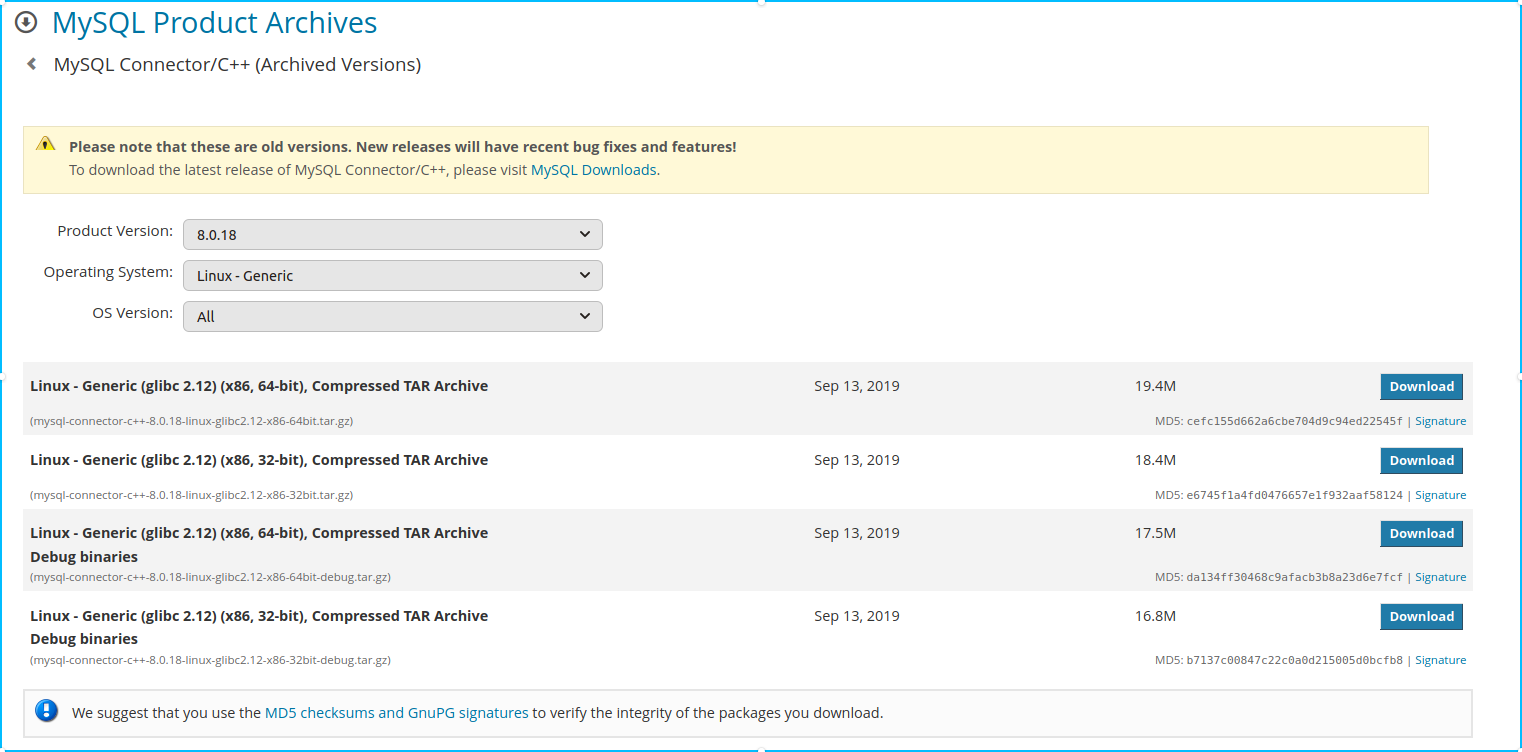 MySQL Product Archives
MySQL Connector/C++ (Archived Versions)
Please note that these are old versions. New releases will have recent bug fixes and features!
To download the latest release of MySQL Connector/C++, please visit MySQL Downloads.
Product Version: 8.0.18
Operating System: Linux - Generic
OS Version: All
Linux - Generic (glibc 2.12) (x86, 64-bit), Compressed TAR Archive Sep 13, 2019 19.4M Download
(mysql-connector-c++-8.0.18-linux-glibc2.12-x86-64bit.tar.gz) MD5: cefc155d662a6cbe704d9c94ed22545f | Signature
Linux - Generic (glibc 2.12) (x86, 32-bit), Compressed TAR Archive Sep 13, 2019 18.4M Download
(mysql-connector-c++-8.0.18-linux-glibc2.12-x86-32bit.tar.gz) MD5: e6745f1a4fd0476657e1f932aaf58124 | Signature
Linux - Generic (glibc 2.12) (x86, 64-bit), Compressed TAR Archive Sep 13, 2019 17.5M Download
Debug binaries
(mysql-connector-c++-8.0.18-linux-glibc2.12-x86-64bit-debug.tar.gz) MD5: da134ff30468c9afacb3b8a23d6e7fcf | Signature
Linux - Generic (glibc 2.12) (x86, 32-bit), Compressed TAR Archive Sep 13, 2019 16.8M Download
Debug binaries
(mysql-connector-c++-8.0.18-linux-glibc2.12-x86-32bit-debug.tar.gz) MD5: b7137c00847c22c0a0d215005d0bcfb8 | Signature
We suggest that you use the MD5 checksums and GnuPG signatures to verify the integrity of the packages you download.